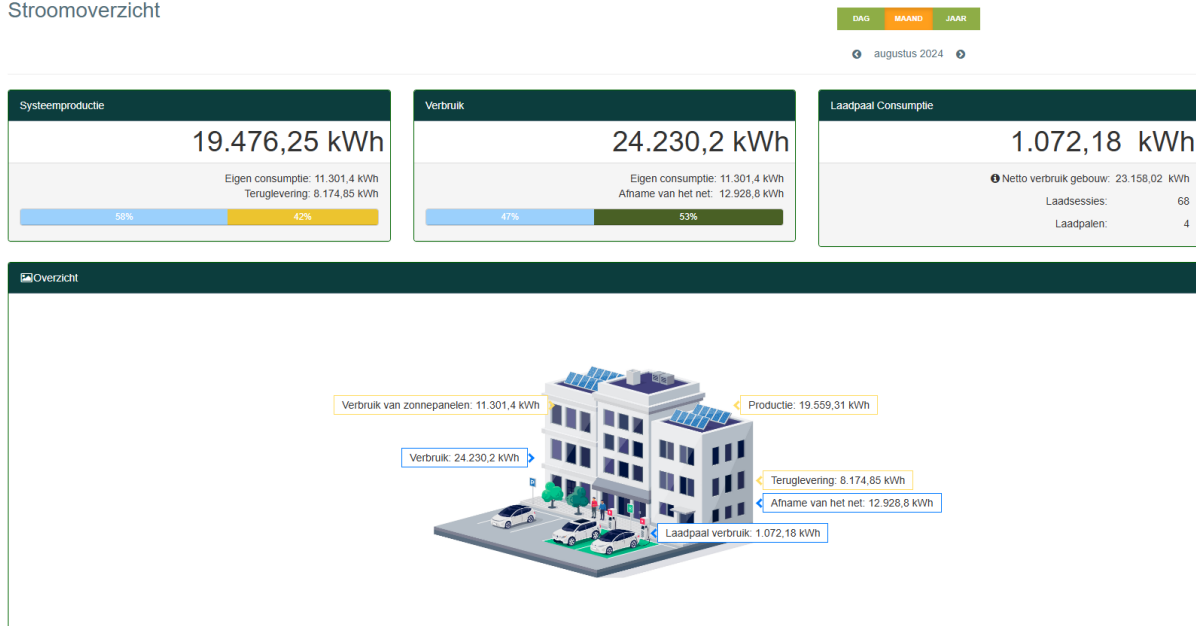 Stroomoverzicht
DAG MAAND JAAR
augustus 2024
Systeemproductie
19.476,25 kWh
Eigen consumptie: 11.301,4 kWh
Teruglevering: 8.174,85 kWh
58% 42%
Verbruik
24.230,2 kWh
Eigen consumptie: 11.301,4 kWh
Afname van het net: 12.928,8 kWh
47% 53%
Laadpaal Consumptie
1.072,18 kWh
Netto verbruik gebouw: 23.158,02 kWh
Laadsessies: 68
Laadpalen: 4
Overzicht
Verbruik van zonnepanelen: 11.301,4 kWh
Productie: 19.559,31 kWh
Verbruik: 24.230,2 kWh
Teruglevering: 8.174,85 kWh
Afname van het net: 12.928,8 kWh
Laadpaal verbruik: 1.072,18 kWh